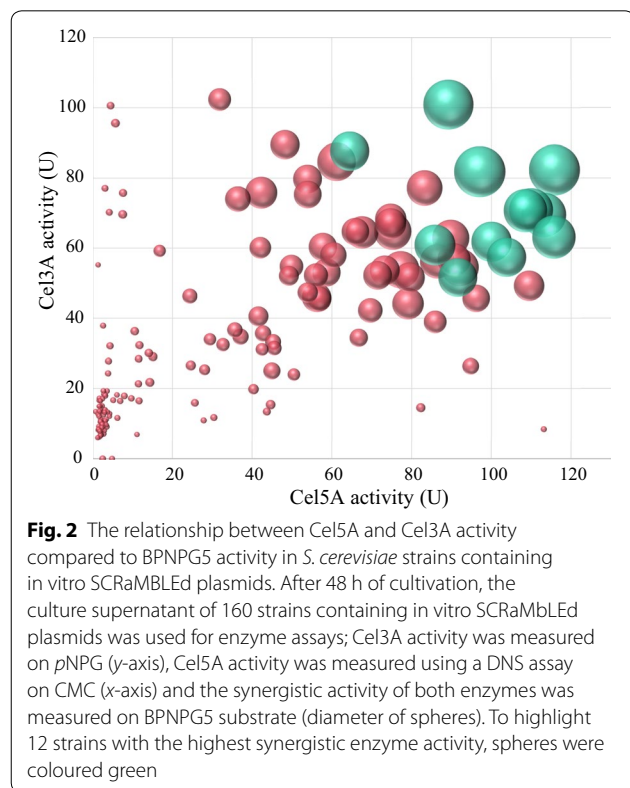 120
100
80
60
40
20
0
Cel3A activity (U)
0 20 40 60 80 100 120
Cel5A activity (U)
Fig. 2 The relationship between Cel5A and Cel3A activity
compared to BPNPG5 activity in S. cerevisiae strains containing
in vitro SCRaMBLEd plasmids. After 48 h of cultivation, the
culture supernatant of 160 strains containing in vitro SCRaMbLEd
plasmids was used for enzyme assays; Cel3A activity was measured
on pNPG (y-axis), Cel5A activity was measured using a DNS assay
on CMC (x-axis) and the synergistic activity of both enzymes was
measured on BPNPG5 substrate (diameter of spheres). To highlight
12 strains with the highest synergistic enzyme activity, spheres were
coloured green